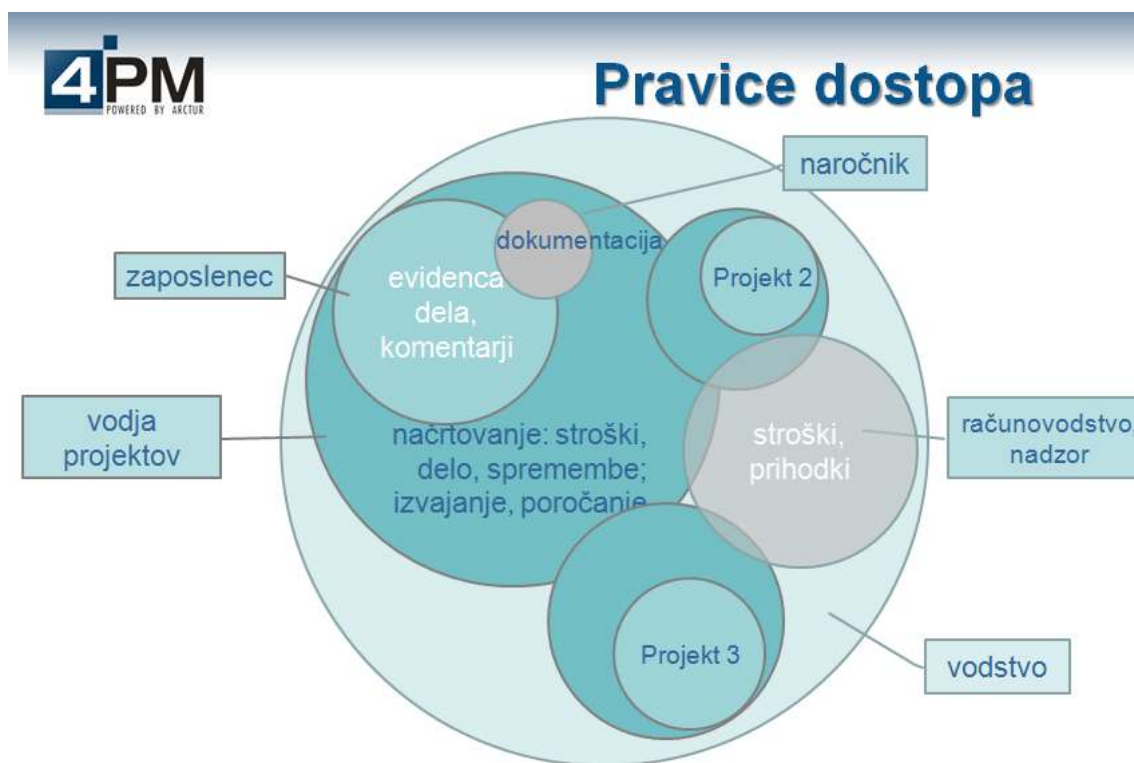 4PM
POWERED BY ARCTUR
Pravice dostopa
naročnik
dokumentacija
zaposlenec
evidenca
dela,
komentarji
Projekt 2
vodja
projektov
načrtovanje: stroški,
delo, spremembe;
izvajanje, poročanje
stroški,
prihodki
računovodstvo,
nadzor
Projekt 3
vodstvo